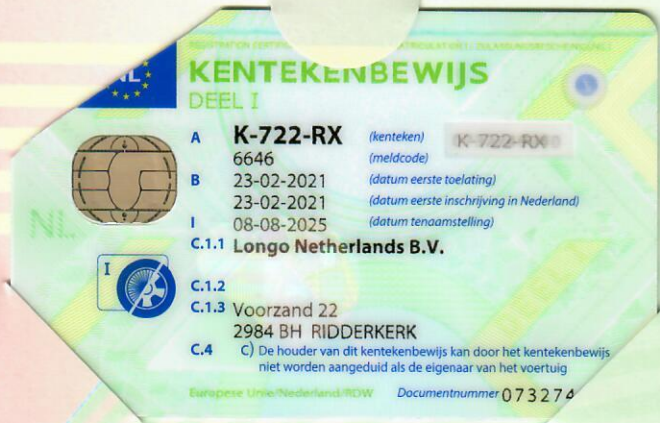 NL
KENTEKENBEWIJS
DEEL I
A K-722-RX (kenteken) K-722-RX
6646 (meldcode)
B 23-02-2021 (datum eerste toelating)
23-02-2021 (datum eerste inschrijving in Nederland)
I 08-08-2025 (datum tenaamstelling)
C.1.1 Longo Netherlands B.V.
NL
I
C.1.2
C.1.3 Voorzand 22
2984 BH RIDDERKERK
C.4 C) De houder van dit kentekenbewijs kan door het kentekenbewijs
niet worden aangeduid als de eigenaar van het voertuig
Europese Unie/Nederland/RDW Documentnummer 073274